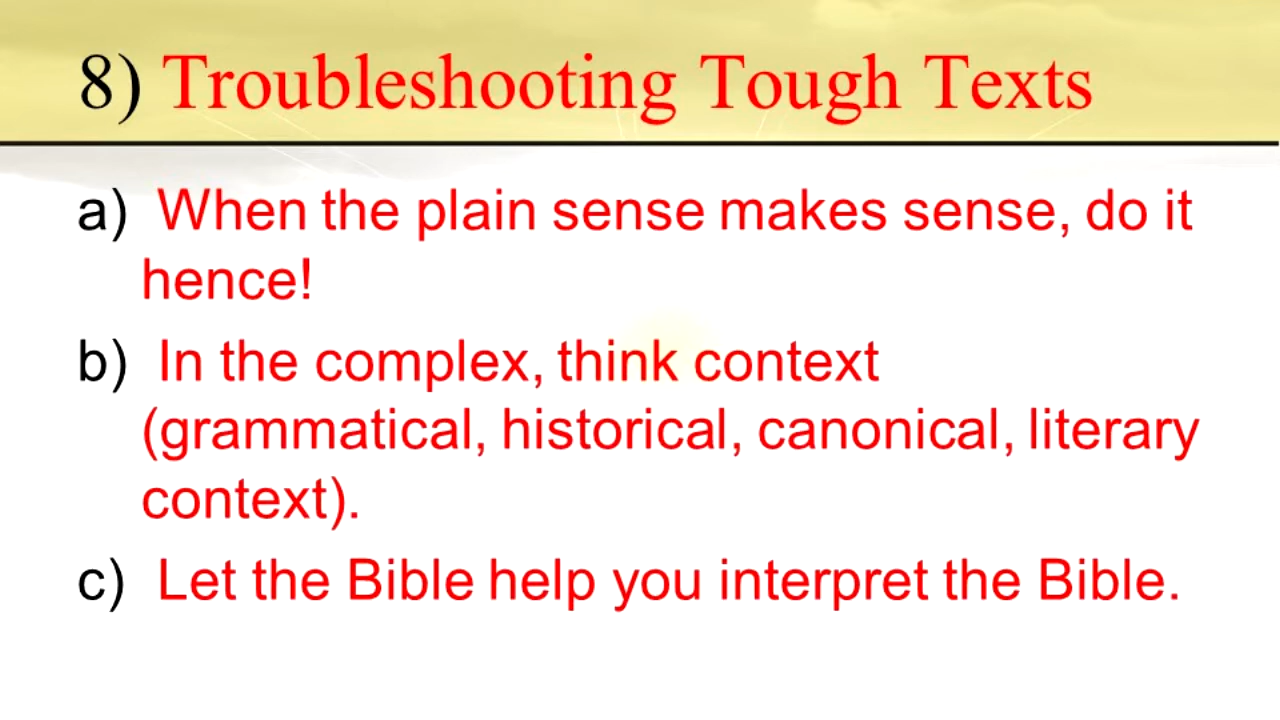 8) Troubleshooting Tough Texts
a) When the plain sense makes sense, do it
hence!
b) In the complex, think context
(grammatical, historical, canonical, literary
context).
c) Let the Bible help you interpret the Bible.